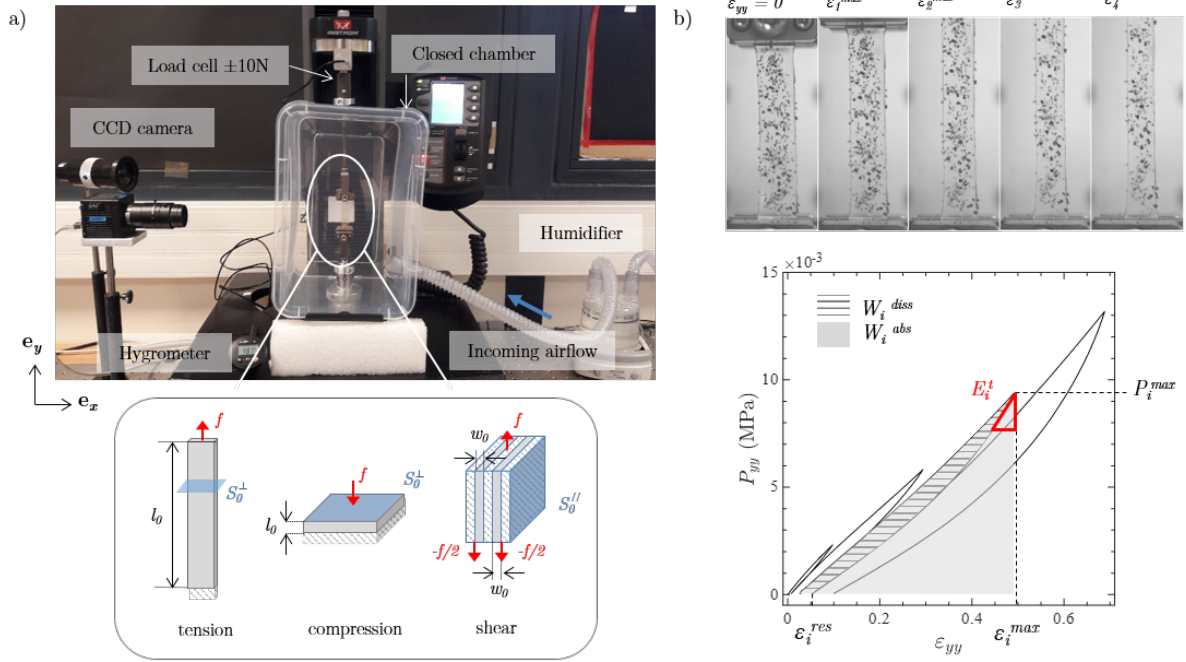 a)
INSTRON
Load cell ±10N
Closed chamber
CCD camera
Humidifier
Hygrometer
Incoming airflow
e_y
e_x
f
S_0^⊥
l_0
tension
f
S_0^⊥
l_0
compression
w_0
f
S_0^//
-f/2
-f/2
w_0
shear
b)
ε_yy = 0
ε_1^max
ε_2^max
ε_3
ε_4
15
×10^-3
W_i^diss
W_i^abs
E_i^t
P_i^max
10
P_yy (MPa)
5
0
0
0.2
0.4
0.6
ε_i^res
ε_yy
ε_i^max